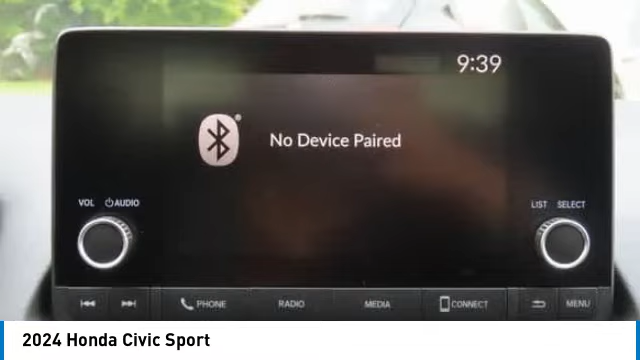 9:39
No Device Paired
VOL AUDIO
LIST SELECT
PHONE RADIO MEDIA CONNECT MENU
2024 Honda Civic Sport